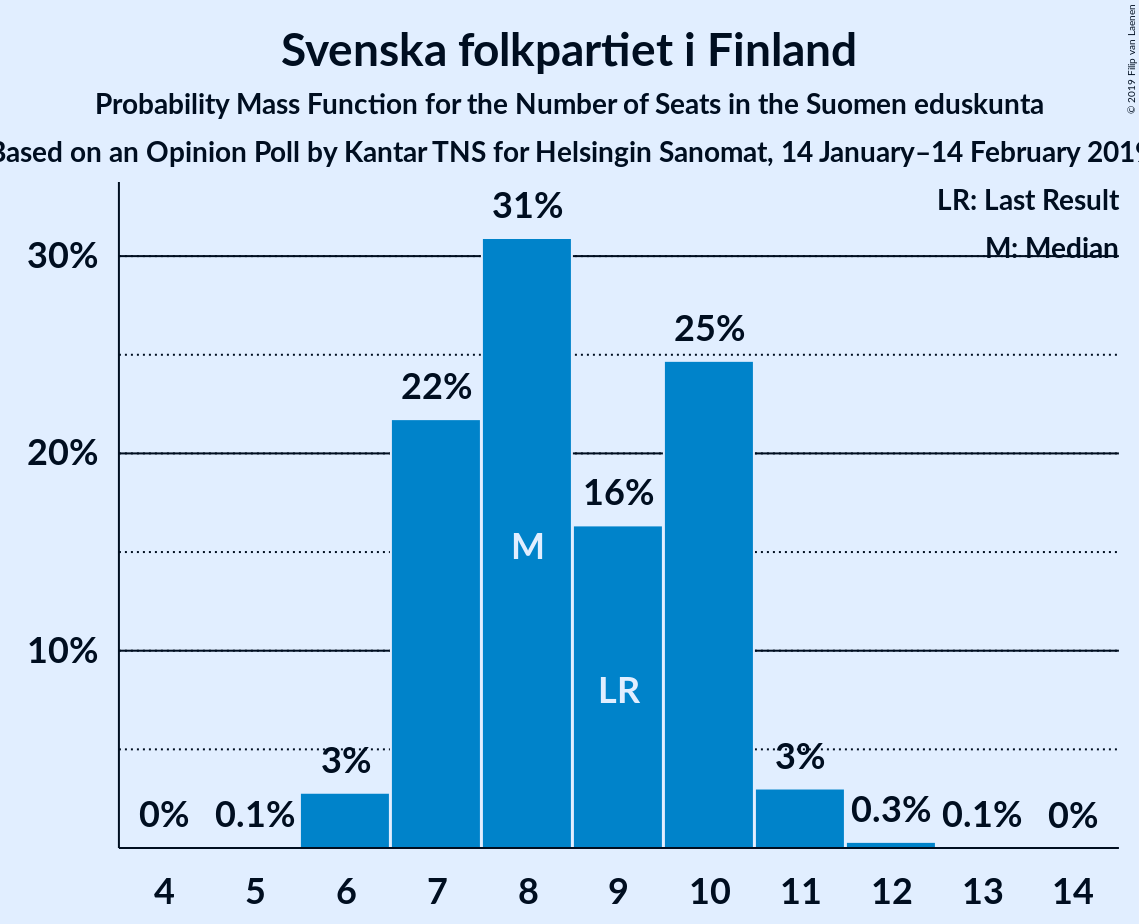 Svenska folkpartiet i Finland
Probability Mass Function for the Number of Seats in the Suomen eduskunta
Based on an Opinion Poll by Kantar TNS for Helsingin Sanomat, 14 January–14 February 2019
© 2019 Filip van Laenen
LR: Last Result
M: Median
31%
30%
25%
22%
20%
16%
M
10%
LR
3%
3%
0%
0.1%
0.3%
0.1%
0%
4 5 6 7 8 9 10 11 12 13 14